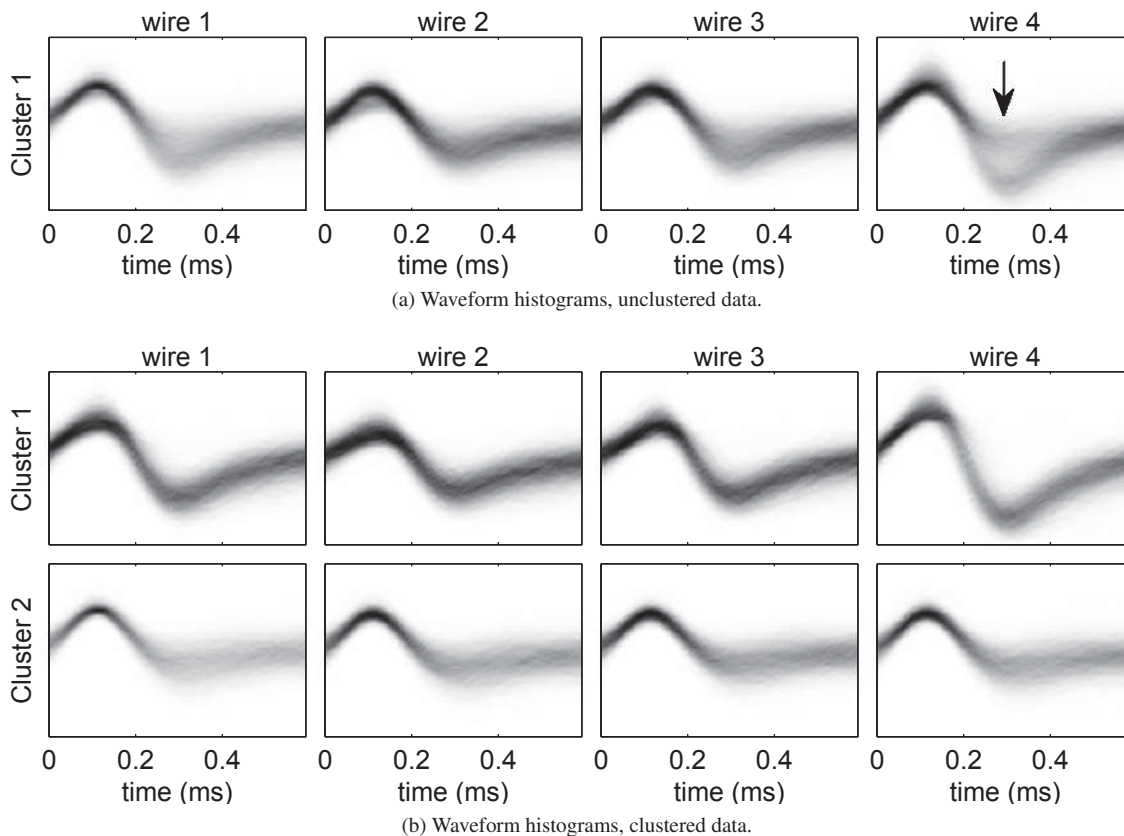 wire 1 wire 2 wire 3 wire 4
Cluster 1
0 0.2 0.4 0 0.2 0.4 0 0.2 0.4 0 0.2 0.4
time (ms) time (ms) time (ms) time (ms)
(a) Waveform histograms, unclustered data.
wire 1 wire 2 wire 3 wire 4
Cluster 1
Cluster 2
0 0.2 0.4 0 0.2 0.4 0 0.2 0.4 0 0.2 0.4
time (ms) time (ms) time (ms) time (ms)
(b) Waveform histograms, clustered data.